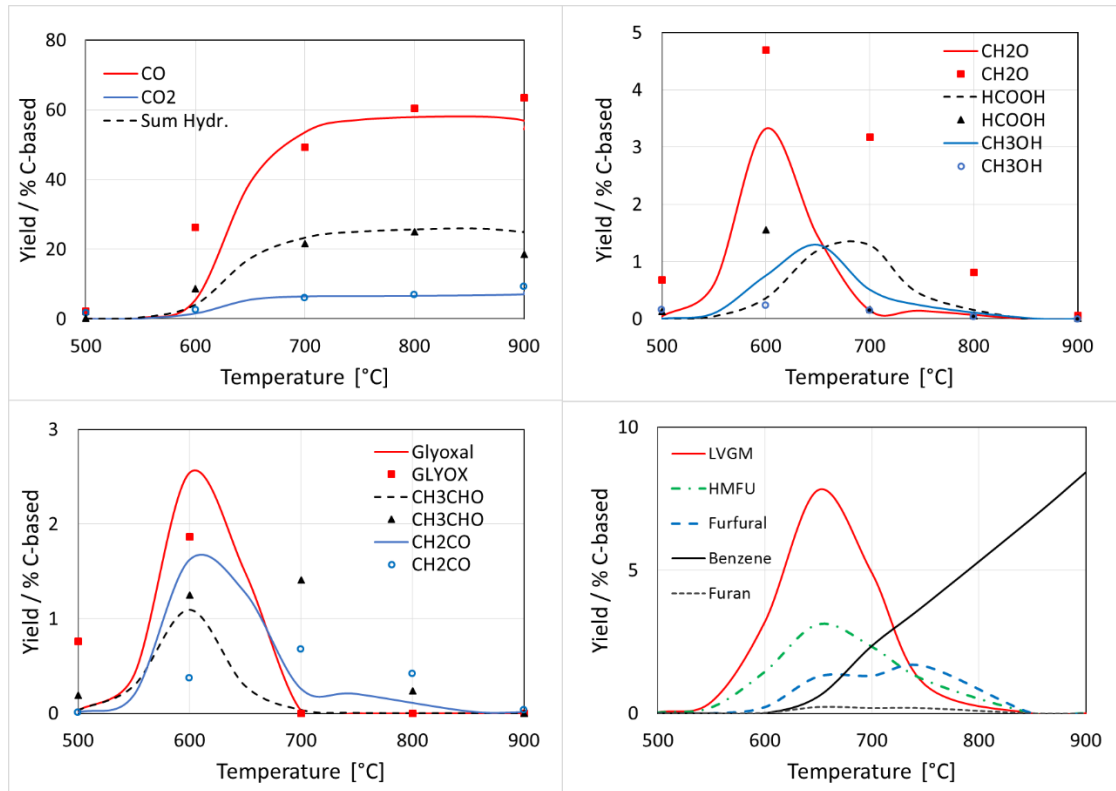 80
60
40
20
0
500
600
700
800
900
Yield / % C-based
Temperature [°C]
CO
CO2
Sum Hydr.
5
4
3
2
1
0
500
600
700
800
900
Yield / % C-based
Temperature [°C]
CH2O
CH2O
HCOOH
HCOOH
CH3OH
CH3OH
3
2
1
0
500
600
700
800
900
Yield / % C-based
Temperature [°C]
Glyoxal
GLYOX
CH3CHO
CH3CHO
CH2CO
CH2CO
10
5
0
500
600
700
800
900
Yield / % C-based
Temperature [°C]
LVGM
HMFU
Furfural
Benzene
Furan